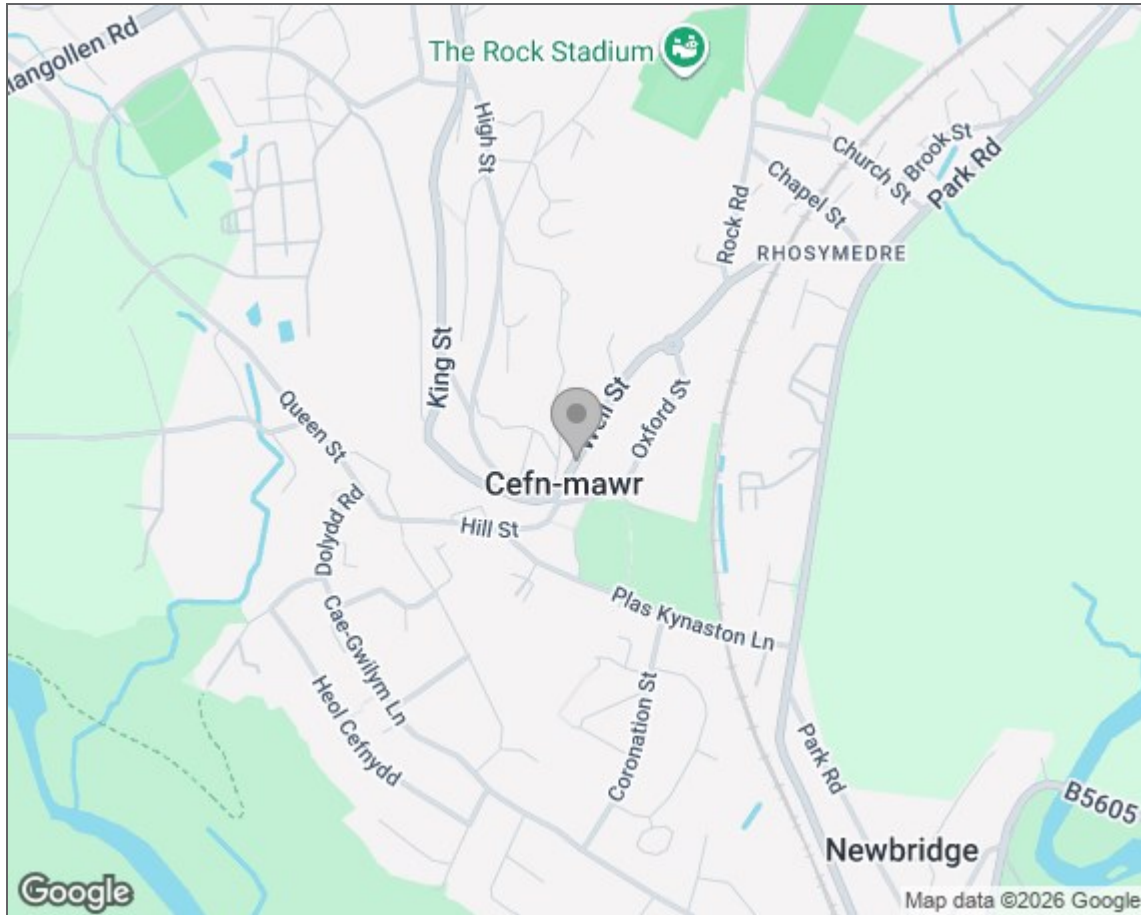 The Rock Stadium
High St
Church St
Brook St
Park Rd
Chapel St
Rock Rd
RHOSYMEDRE
King St
Well St
Oxford St
Queen St
Cefn-mawr
Hill St
Dolydd Rd
Plas Kynaston Ln
Cae-Gwilym Ln
Heol Cefnydd
Coronation St
Park Rd
B5605
Newbridge
Google
Map data ©2026 Google